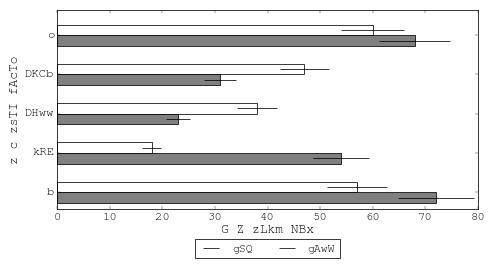 z c zsTI fAcTo
o
DKCb
DHww
kRE
b
0 10 20 30 40 50 60 70 80
G Z zLkm NBx
gSQ gAwW